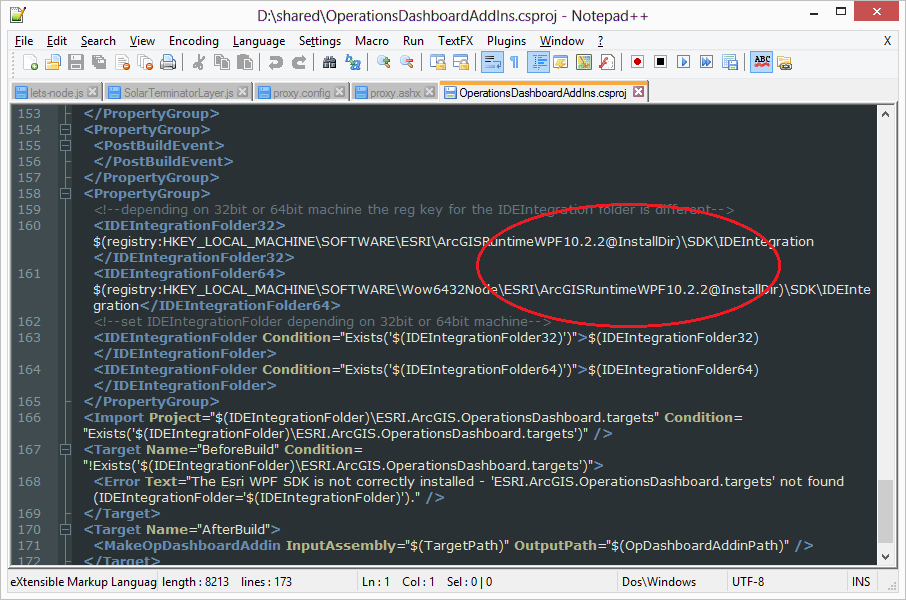 D:\shared\OperationsDashboardAddIns.csproj - Notepad++
File Edit Search View Encoding Language Settings Macro Run TextFX Plugins Window ? X
ABC
lets-node.js SolarTerminatorLayer.js proxy.config proxy.ashx OperationsDashboardAddIns.csproj
153 </PropertyGroup>
154 <PropertyGroup>
155 <PostBuildEvent>
156 </PostBuildEvent>
157 </PropertyGroup>
158 <PropertyGroup>
159 <!--depending on 32bit or 64bit machine the reg key for the IDEIntegration folder is different-->
160 <IDEIntegrationFolder32>
$(registry:HKEY_LOCAL_MACHINE\SOFTWARE\ESRI\ArcGISRuntimeWPF10.2.2@InstallDir)\SDK\IDEIntegration
</IDEIntegrationFolder32>
161 <IDEIntegrationFolder64>
$(registry:HKEY_LOCAL_MACHINE\SOFTWARE\Wow6432Node\ESRI\ArcGISRuntimeWPF10.2.2@InstallDir)\SDK\IDEInte
gration</IDEIntegrationFolder64>
162 <!--set IDEIntegrationFolder depending on 32bit or 64bit machine-->
163 <IDEIntegrationFolder Condition="Exists('$(IDEIntegrationFolder32)')">$(IDEIntegrationFolder32)
</IDEIntegrationFolder>
164 <IDEIntegrationFolder Condition="Exists('$(IDEIntegrationFolder64)')">$(IDEIntegrationFolder64)
</IDEIntegrationFolder>
165 </PropertyGroup>
166 <Import Project="$(IDEIntegrationFolder)\ESRI.ArcGIS.OperationsDashboard.targets" Condition=
"Exists('$(IDEIntegrationFolder)\ESRI.ArcGIS.OperationsDashboard.targets')" />
167 <Target Name="BeforeBuild" Condition=
"!Exists('$(IDEIntegrationFolder)\ESRI.ArcGIS.OperationsDashboard.targets')">
168 <Error Text="The Esri WPF SDK is not correctly installed - 'ESRI.ArcGIS.OperationsDashboard.targets' not found
(IDEIntegrationFolder='$(IDEIntegrationFolder)')." />
169 </Target>
170 <Target Name="AfterBuild">
171 <MakeOpDashboardAddin InputAssembly="$(TargetPath)" OutputPath="$(OpDashboardAddinPath)" />
172 </Target>
eXtensible Markup Languag length : 8213 lines : 173 Ln : 1 Col : 1 Sel : 0 | 0 Dos\Windows UTF-8 INS